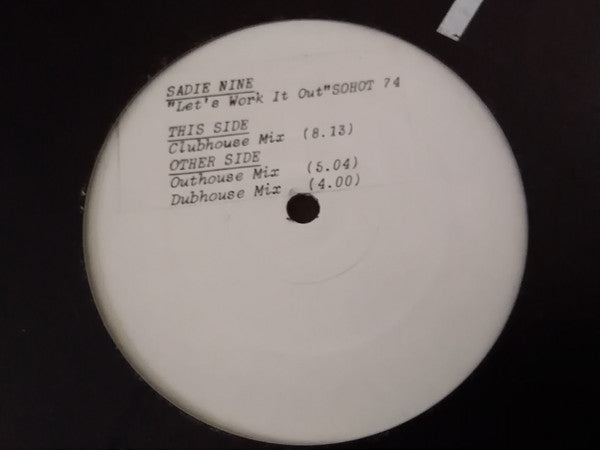 SADIE NINE
"Let's Work It Out"SOHOT 74
THIS SIDE
Clubhouse Mix (8.13)
OTHER SIDE
Outhouse Mix (5.04)
Dubhouse Mix (4.00)